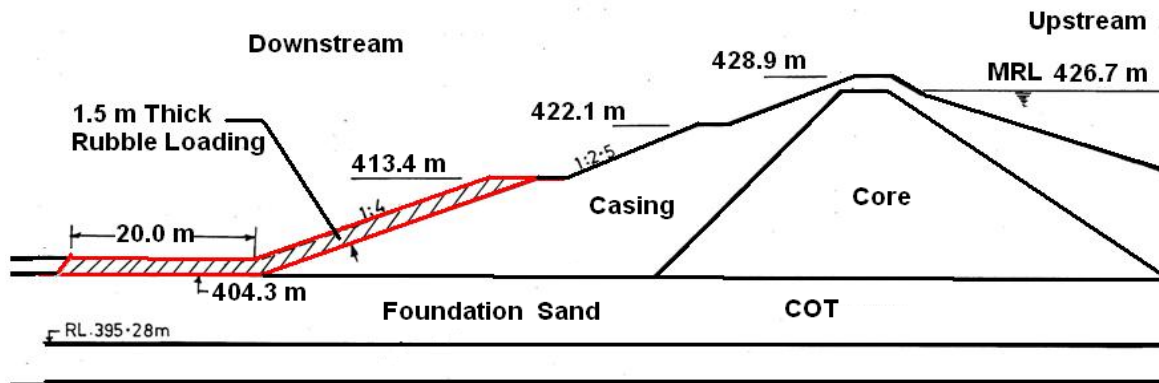 Upstream
Downstream
428.9 m
MRL 426.7 m
1.5 m Thick
Rubble Loading
422.1 m
413.4 m
1:2·5
1:4
Casing
Core
20.0 m
404.3 m
Foundation Sand
COT
RL.395·28m